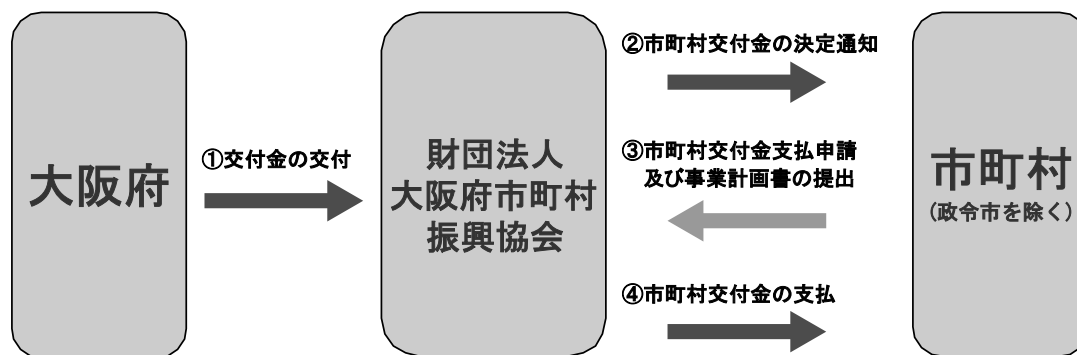 大阪府
①交付金の交付
財団法人
大阪府市町村
振興協会
②市町村交付金の決定通知
③市町村交付金支払申請
及び事業計画書の提出
④市町村交付金の支払
市町村
(政令市を除く)